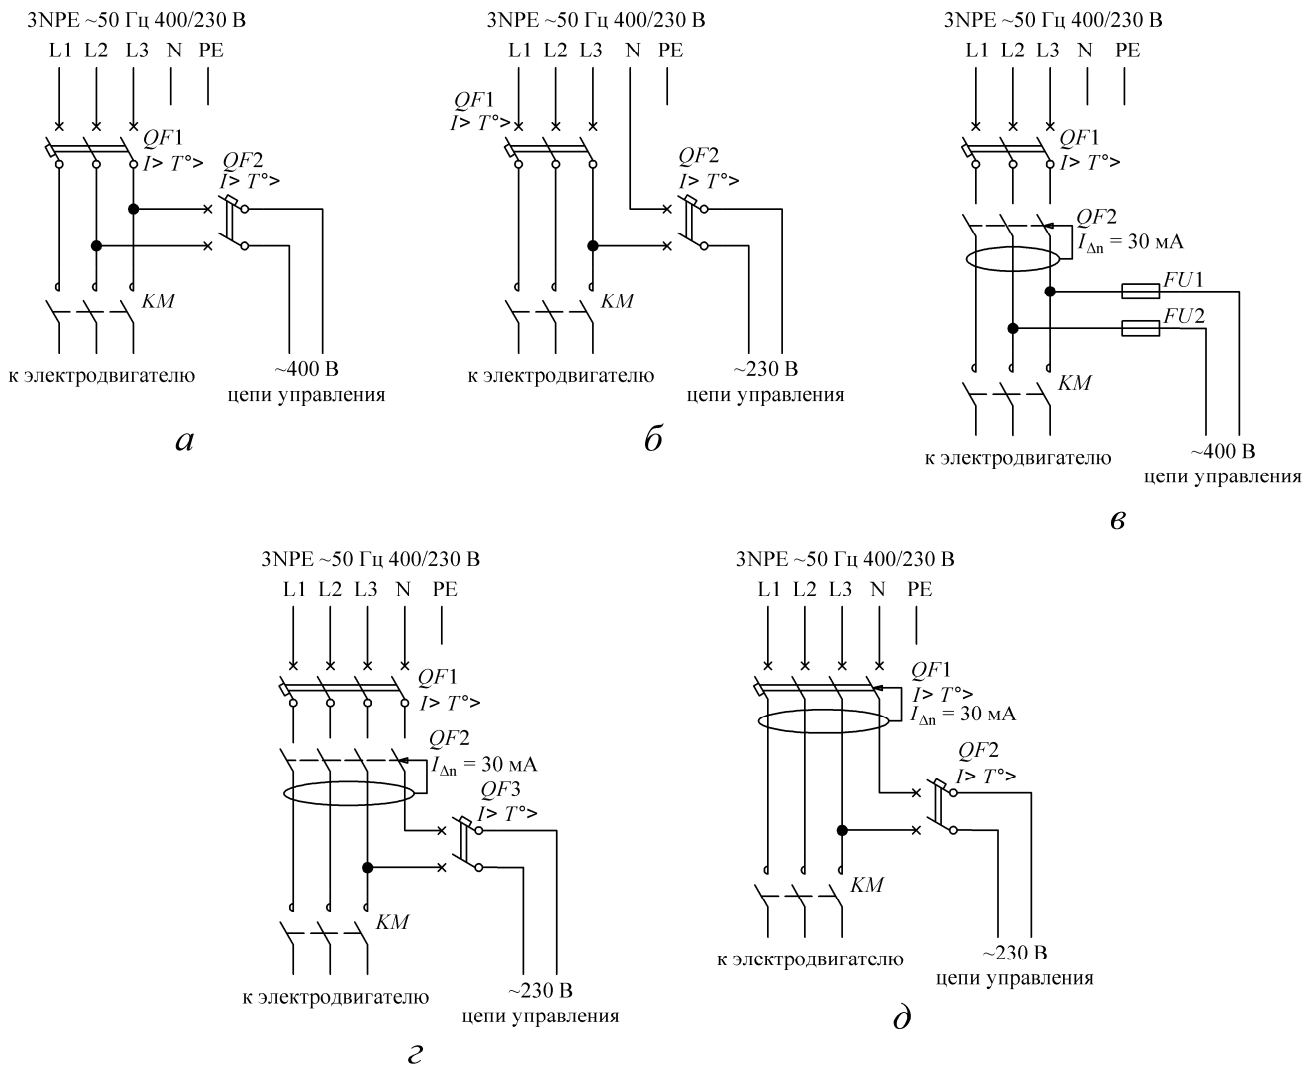 3NPE ~50 Гц 400/230 В
L1 L2 L3 N PE
QF1
I> T°>
QF2
I> T°>
KM
~400 В
к электродвигателю
цепи управления
а
3NPE ~50 Гц 400/230 В
L1 L2 L3 N PE
QF1
I> T°>
QF2
I> T°>
KM
~230 В
к электродвигателю
цепи управления
б
3NPE ~50 Гц 400/230 В
L1 L2 L3 N PE
QF1
I> T°>
QF2
IΔn = 30 мА
FU1
FU2
KM
~400 В
к электродвигателю
цепи управления
в
3NPE ~50 Гц 400/230 В
L1 L2 L3 N PE
QF1
I> T°>
QF2
IΔn = 30 мА
QF3
I> T°>
KM
~230 В
к электродвигателю
цепи управления
г
3NPE ~50 Гц 400/230 В
L1 L2 L3 N PE
QF1
I> T°>
IΔn = 30 мА
QF2
I> T°>
KM
~230 В
к электродвигателю
цепи управления
д